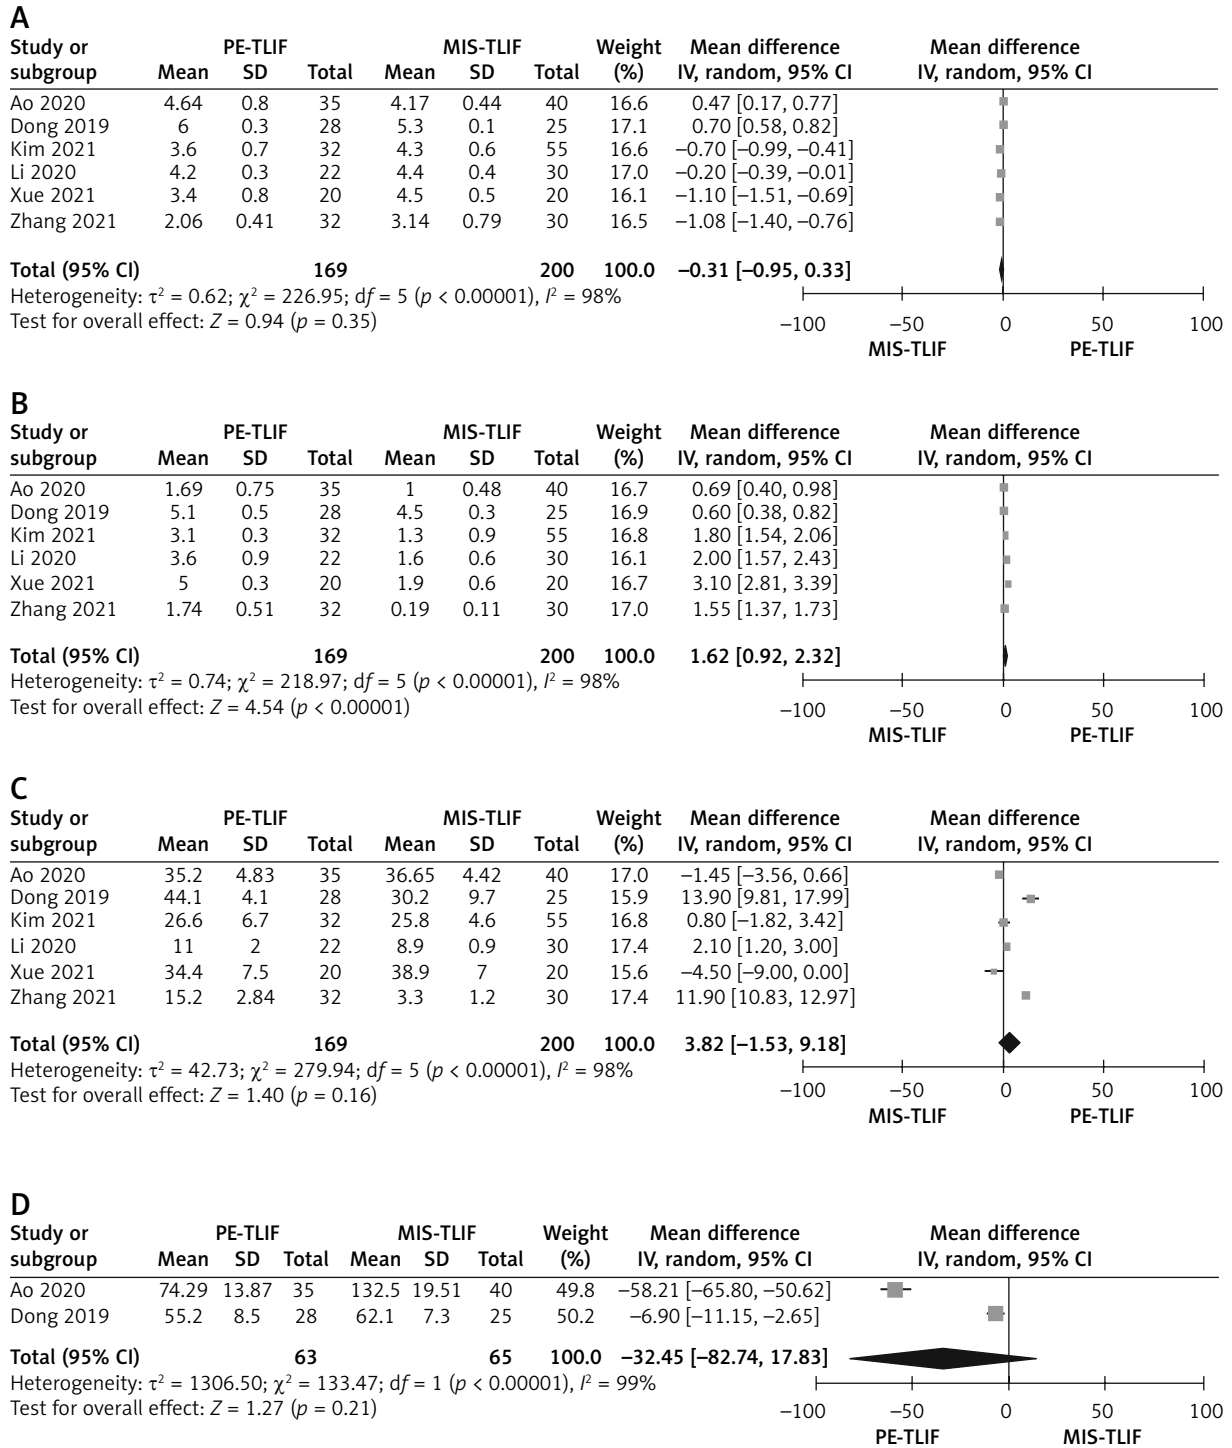 A
Study or PE-TLIF MIS-TLIF Weight Mean difference Mean difference
subgroup Mean SD Total Mean SD Total (%) IV, random, 95% CI IV, random, 95% CI
Ao 2020 4.64 0.8 35 4.17 0.44 40 16.6 0.47 [0.17, 0.77]
Dong 2019 6 0.3 28 5.3 0.1 25 17.1 0.70 [0.58, 0.82]
Kim 2021 3.6 0.7 32 4.3 0.6 55 16.6 −0.70 [−0.99, −0.41]
Li 2020 4.2 0.3 22 4.4 0.4 30 17.0 −0.20 [−0.39, −0.01]
Xue 2021 3.4 0.8 20 4.5 0.5 20 16.1 −1.10 [−1.51, −0.69]
Zhang 2021 2.06 0.41 32 3.14 0.79 30 16.5 −1.08 [−1.40, −0.76]
Total (95% CI) 169 200 100.0 −0.31 [−0.95, 0.33]
Heterogeneity: τ² = 0.62; χ² = 226.95; df = 5 (p < 0.00001), I² = 98%
Test for overall effect: Z = 0.94 (p = 0.35)
−100 −50 0 50 100
MIS-TLIF PE-TLIF
B
Study or PE-TLIF MIS-TLIF Weight Mean difference Mean difference
subgroup Mean SD Total Mean SD Total (%) IV, random, 95% CI IV, random, 95% CI
Ao 2020 1.69 0.75 35 1 0.48 40 16.7 0.69 [0.40, 0.98]
Dong 2019 5.1 0.5 28 4.5 0.3 25 16.9 0.60 [0.38, 0.82]
Kim 2021 3.1 0.3 32 1.3 0.9 55 16.8 1.80 [1.54, 2.06]
Li 2020 3.6 0.9 22 1.6 0.6 30 16.1 2.00 [1.57, 2.43]
Xue 2021 5 0.3 20 1.9 0.6 20 16.7 3.10 [2.81, 3.39]
Zhang 2021 1.74 0.51 32 0.19 0.11 30 17.0 1.55 [1.37, 1.73]
Total (95% CI) 169 200 100.0 1.62 [0.92, 2.32]
Heterogeneity: τ² = 0.74; χ² = 218.97; df = 5 (p < 0.00001), I² = 98%
Test for overall effect: Z = 4.54 (p < 0.00001)
−100 −50 0 50 100
MIS-TLIF PE-TLIF
C
Study or PE-TLIF MIS-TLIF Weight Mean difference Mean difference
subgroup Mean SD Total Mean SD Total (%) IV, random, 95% CI IV, random, 95% CI
Ao 2020 35.2 4.83 35 36.65 4.42 40 17.0 −1.45 [−3.56, 0.66]
Dong 2019 44.1 4.1 28 30.2 9.7 25 15.9 13.90 [9.81, 17.99]
Kim 2021 26.6 6.7 32 25.8 4.6 55 16.8 0.80 [−1.82, 3.42]
Li 2020 11 2 22 8.9 0.9 30 17.4 2.10 [1.20, 3.00]
Xue 2021 34.4 7.5 20 38.9 7 20 15.6 −4.50 [−9.00, 0.00]
Zhang 2021 15.2 2.84 32 3.3 1.2 30 17.4 11.90 [10.83, 12.97]
Total (95% CI) 169 200 100.0 3.82 [−1.53, 9.18]
Heterogeneity: τ² = 42.73; χ² = 279.94; df = 5 (p < 0.00001), I² = 98%
Test for overall effect: Z = 1.40 (p = 0.16)
−100 −50 0 50 100
MIS-TLIF PE-TLIF
D
Study or PE-TLIF MIS-TLIF Weight Mean difference Mean difference
subgroup Mean SD Total Mean SD Total (%) IV, random, 95% CI IV, random, 95% CI
Ao 2020 74.29 13.87 35 132.5 19.51 40 49.8 −58.21 [−65.80, −50.62]
Dong 2019 55.2 8.5 28 62.1 7.3 25 50.2 −6.90 [−11.15, −2.65]
Total (95% CI) 63 65 100.0 −32.45 [−82.74, 17.83]
Heterogeneity: τ² = 1306.50; χ² = 133.47; df = 1 (p < 0.00001), I² = 99%
Test for overall effect: Z = 1.27 (p = 0.21)
−100 −50 0 50 100
PE-TLIF MIS-TLIF